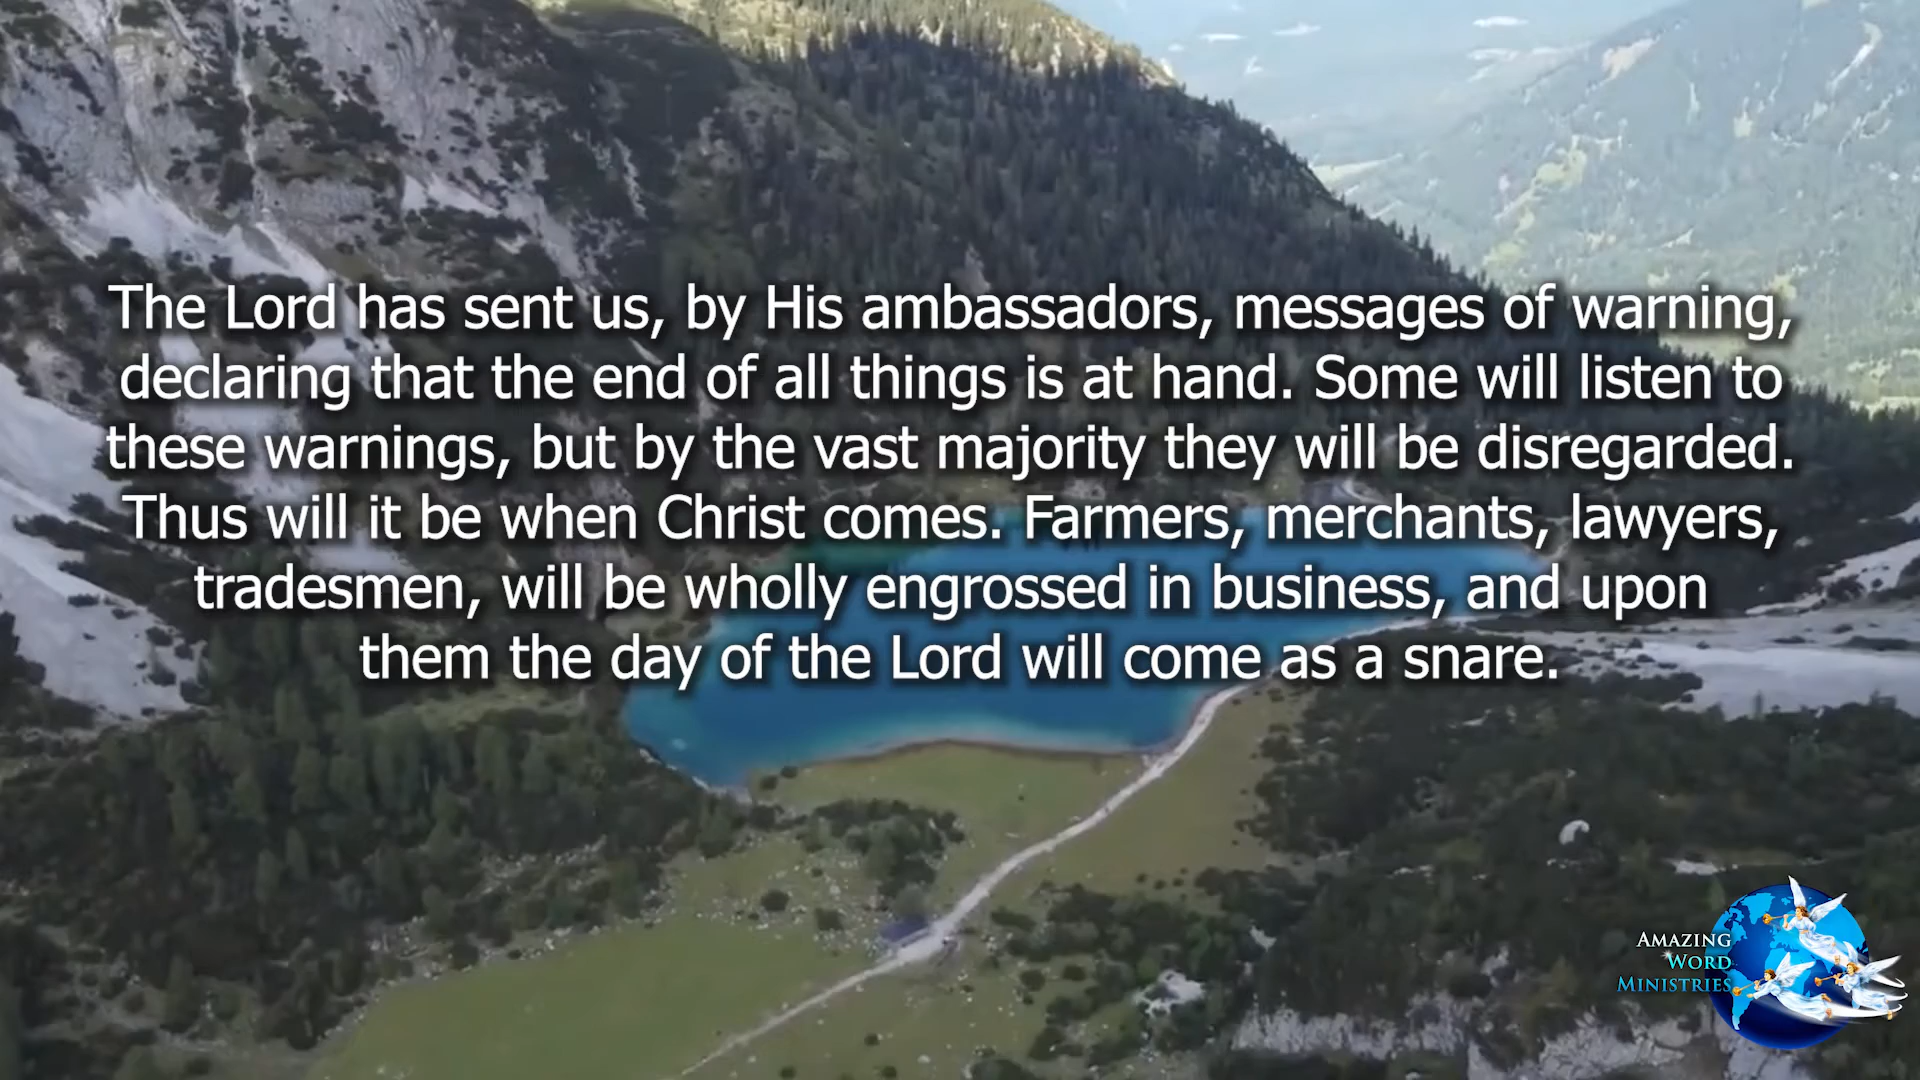 The Lord has sent us, by His ambassadors, messages of warning,
declaring that the end of all things is at hand. Some will listen to
these warnings, but by the vast majority they will be disregarded.
Thus will it be when Christ comes. Farmers, merchants, lawyers,
tradesmen, will be wholly engrossed in business, and upon
them the day of the Lord will come as a snare.
AMAZING
WORD
MINISTRIES